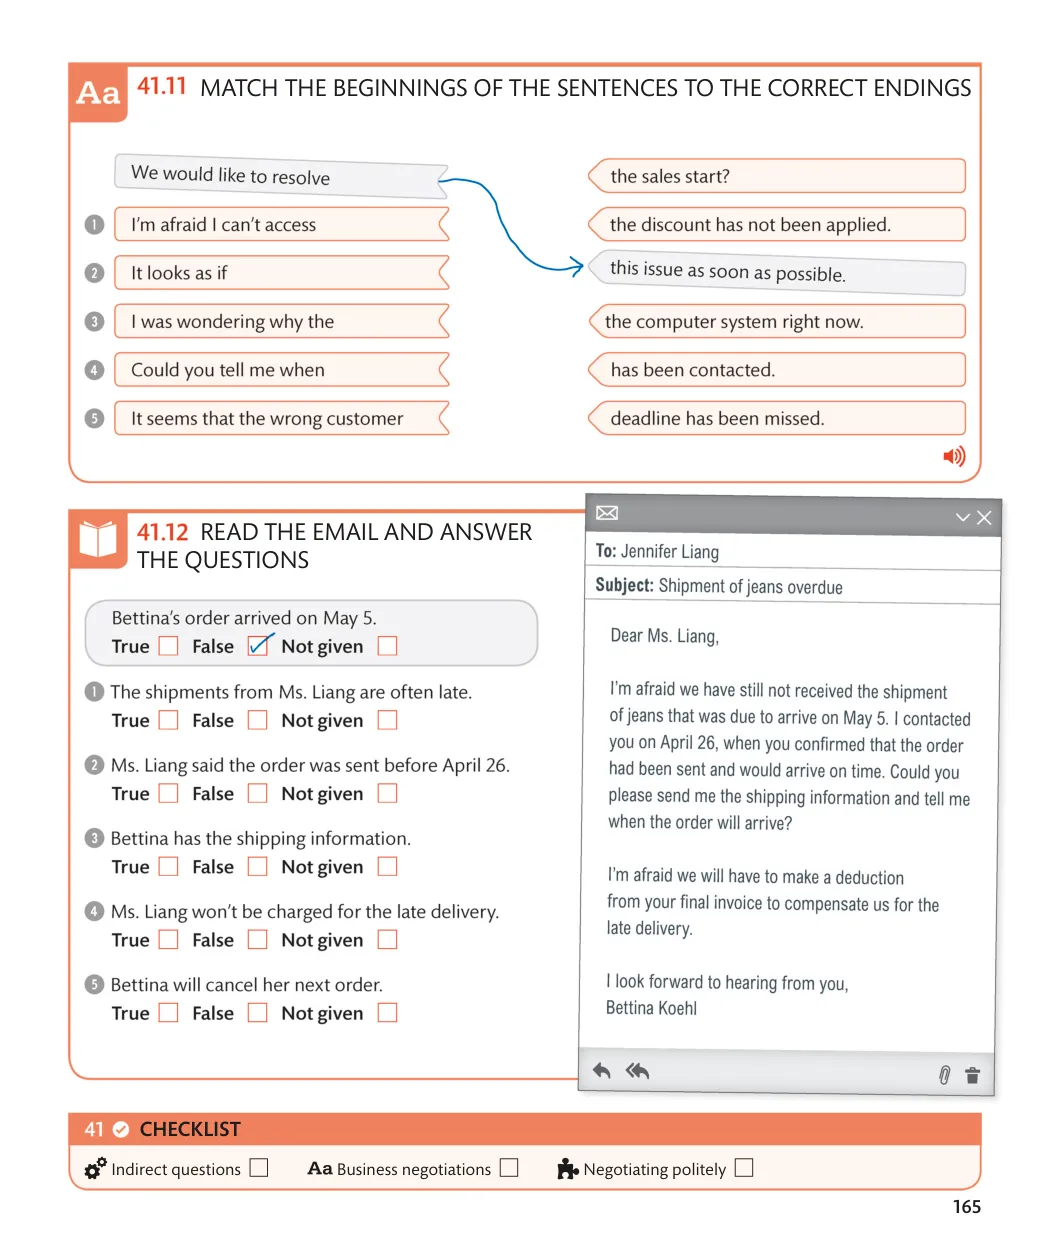 Aa 41.11 MATCH THE BEGINNINGS OF THE SENTENCES TO THE CORRECT ENDINGS
We would like to resolve
1 I'm afraid I can't access
2 It looks as if
3 I was wondering why the
4 Could you tell me when
5 It seems that the wrong customer
the sales start?
the discount has not been applied.
this issue as soon as possible.
the computer system right now.
has been contacted.
deadline has been missed.
41.12 READ THE EMAIL AND ANSWER
THE QUESTIONS
Bettina's order arrived on May 5.
True False Not given
1 The shipments from Ms. Liang are often late.
True False Not given
2 Ms. Liang said the order was sent before April 26.
True False Not given
3 Bettina has the shipping information.
True False Not given
4 Ms. Liang won't be charged for the late delivery.
True False Not given
5 Bettina will cancel her next order.
True False Not given
To: Jennifer Liang
Subject: Shipment of jeans overdue
Dear Ms. Liang,
I'm afraid we have still not received the shipment
of jeans that was due to arrive on May 5. I contacted
you on April 26, when you confirmed that the order
had been sent and would arrive on time. Could you
please send me the shipping information and tell me
when the order will arrive?
I'm afraid we will have to make a deduction
from your final invoice to compensate us for the
late delivery.
I look forward to hearing from you,
Bettina Koehl
41 CHECKLIST
Indirect questions Aa Business negotiations Negotiating politely
165